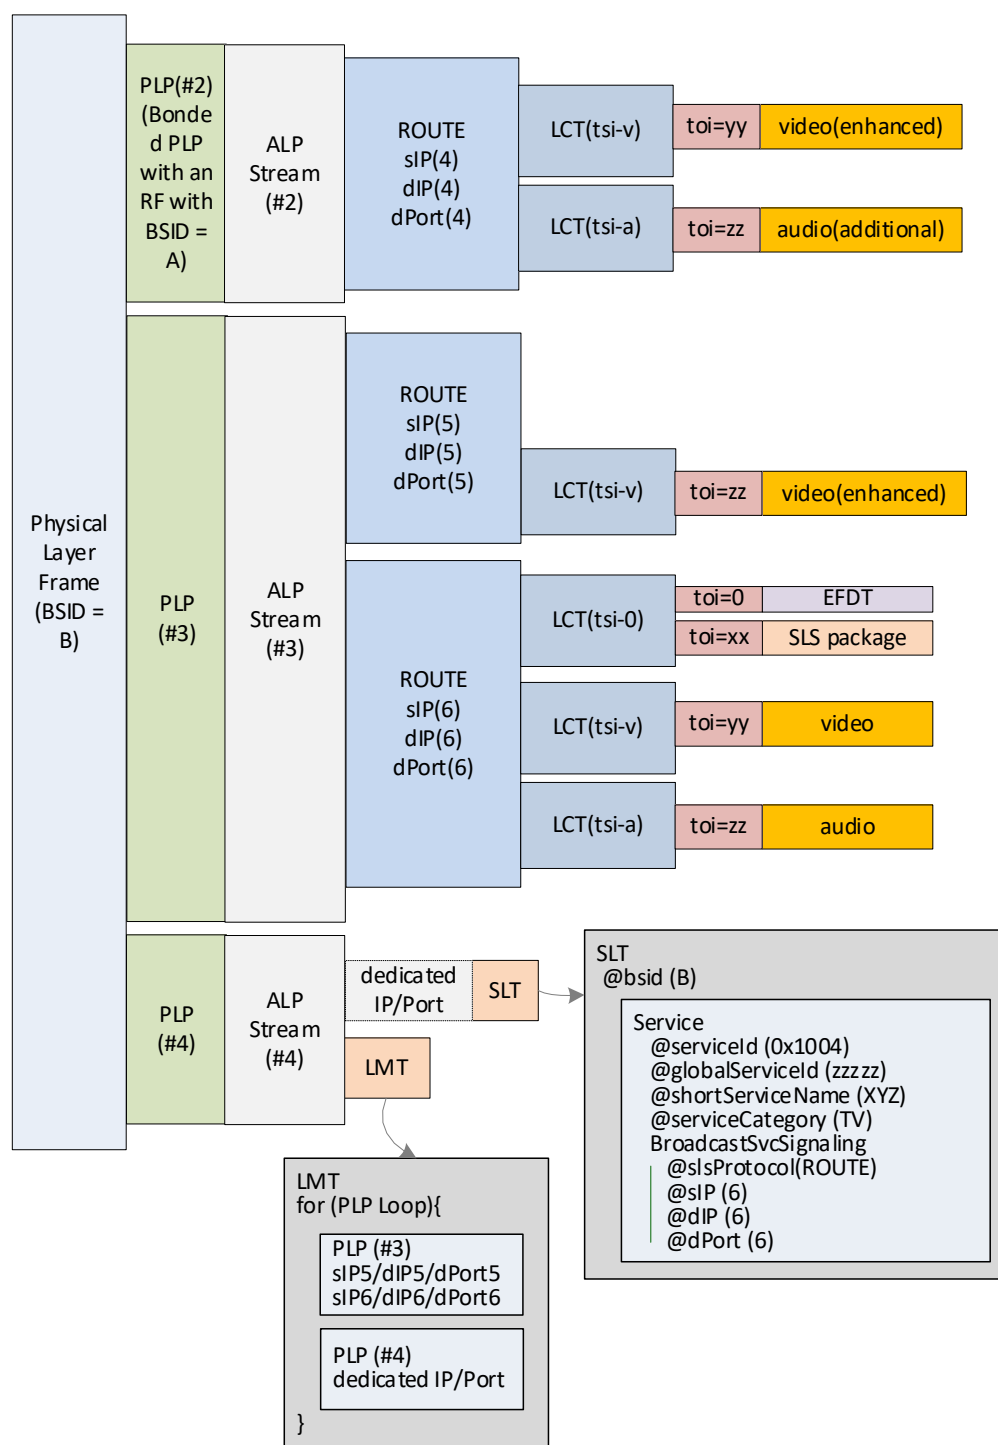 PLP(#2)
(Bonde
d PLP
with an
RF with
BSID =
A)
ALP
Stream
(#2)
ROUTE
sIP(4)
dIP(4)
dPort(4)
LCT(tsi-v)
toi=yy
video(enhanced)
LCT(tsi-a)
toi=zz
audio(additional)
Physical
Layer
Frame
(BSID =
B)
PLP
(#3)
ALP
Stream
(#3)
ROUTE
sIP(5)
dIP(5)
dPort(5)
LCT(tsi-v)
toi=zz
video(enhanced)
ROUTE
sIP(6)
dIP(6)
dPort(6)
LCT(tsi-0)
toi=0
EFDT
toi=xx
SLS package
LCT(tsi-v)
toi=yy
video
LCT(tsi-a)
toi=zz
audio
PLP
(#4)
ALP
Stream
(#4)
dedicated
IP/Port
SLT
LMT
SLT
@bsid (B)
Service
@serviceId (0x1004)
@globalServiceId (zzzzz)
@shortServiceName (XYZ)
@serviceCategory (TV)
BroadcastSvcSignaling
@slsProtocol(ROUTE)
@sIP (6)
@dIP (6)
@dPort (6)
LMT
for (PLP Loop){
PLP (#3)
sIP5/dIP5/dPort5
sIP6/dIP6/dPort6
PLP (#4)
dedicated IP/Port
}